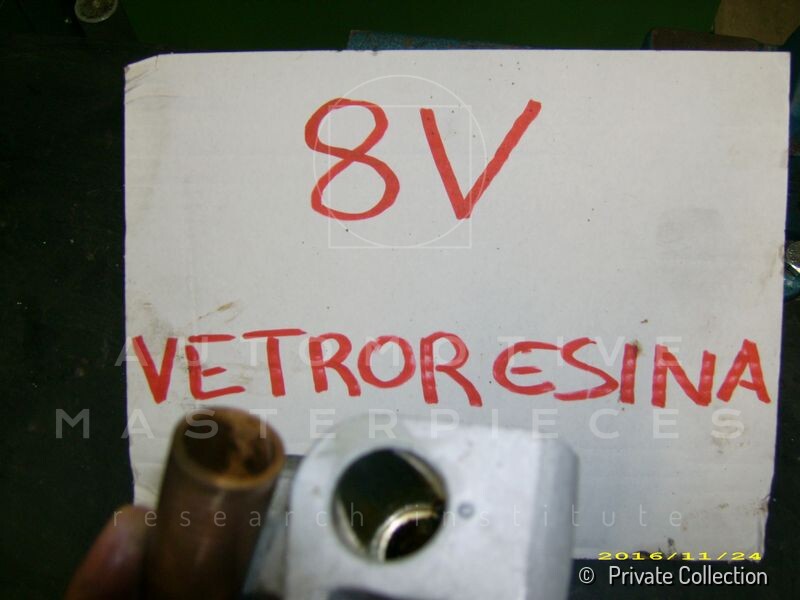 8V
VETRORESINA
AUTOMOTIVE
MASTERPIECES
research institute
2016/11/24
© Private Collection